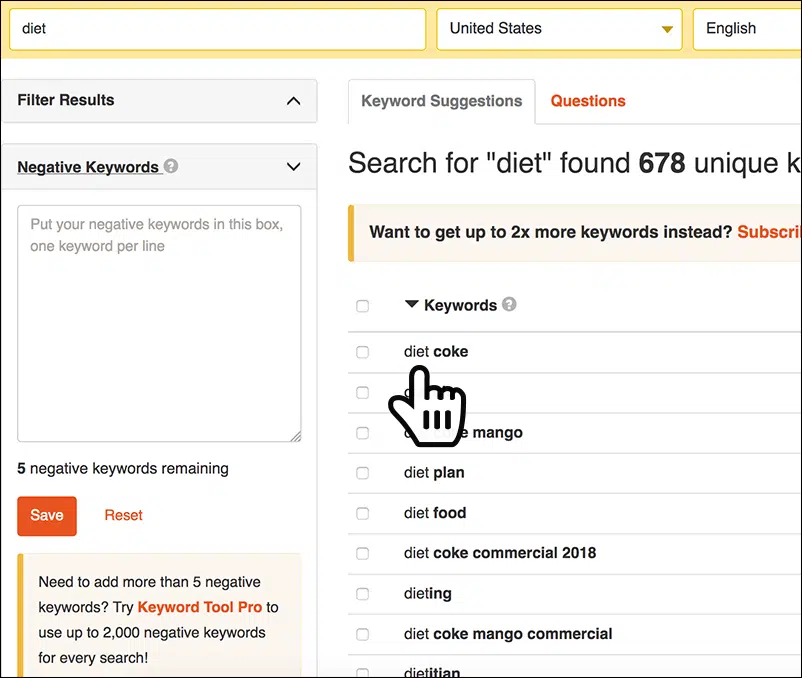 diet
United States
English
Filter Results
Negative Keywords ?
Put your negative keywords in this box,
one keyword per line
5 negative keywords remaining
Save
Reset
Need to add more than 5 negative
keywords? Try Keyword Tool Pro to
use up to 2,000 negative keywords
for every search!
Keyword Suggestions
Questions
Search for "diet" found 678 unique
Want to get up to 2x more keywords instead?
Keywords ?
diet coke
mango
diet plan
diet food
diet coke commercial 2018
dieting
diet coke mango commercial
dietitian